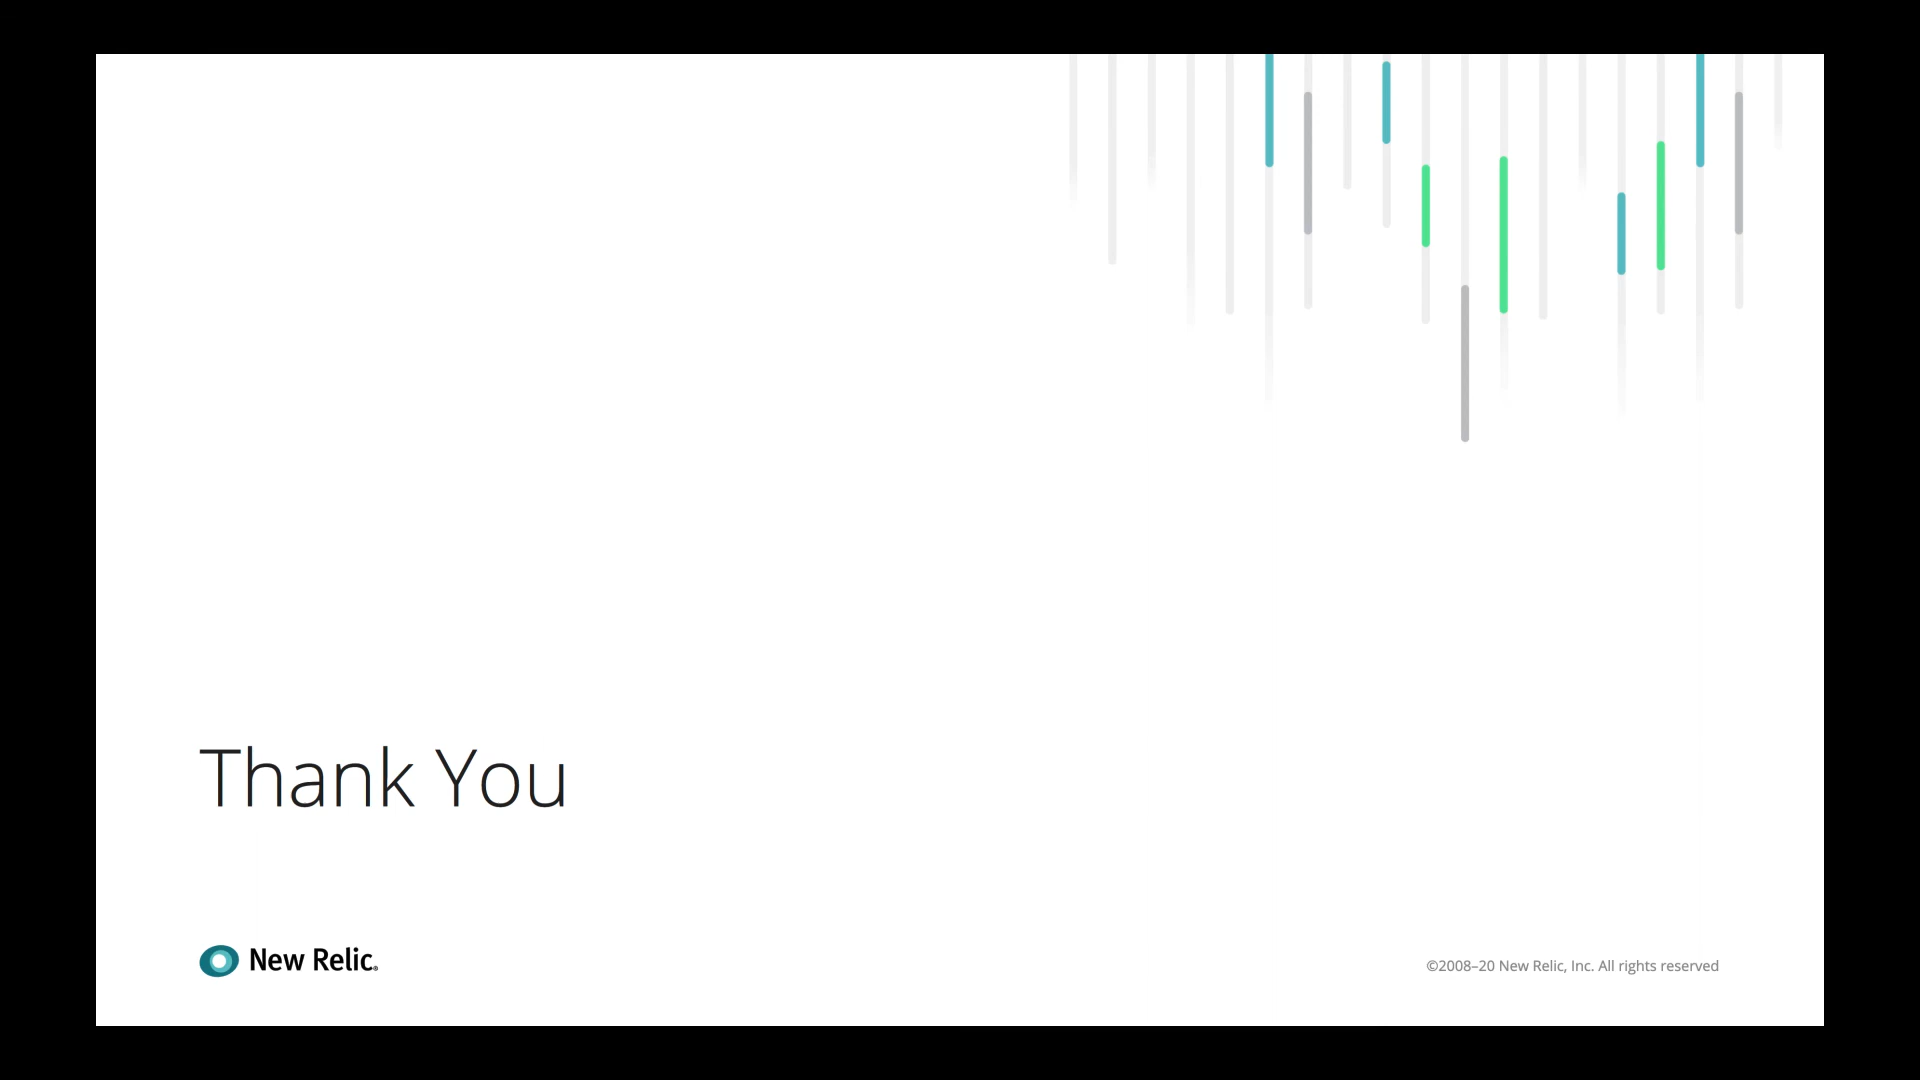 Thank You
New Relic®
©2008–20 New Relic, Inc. All rights reserved